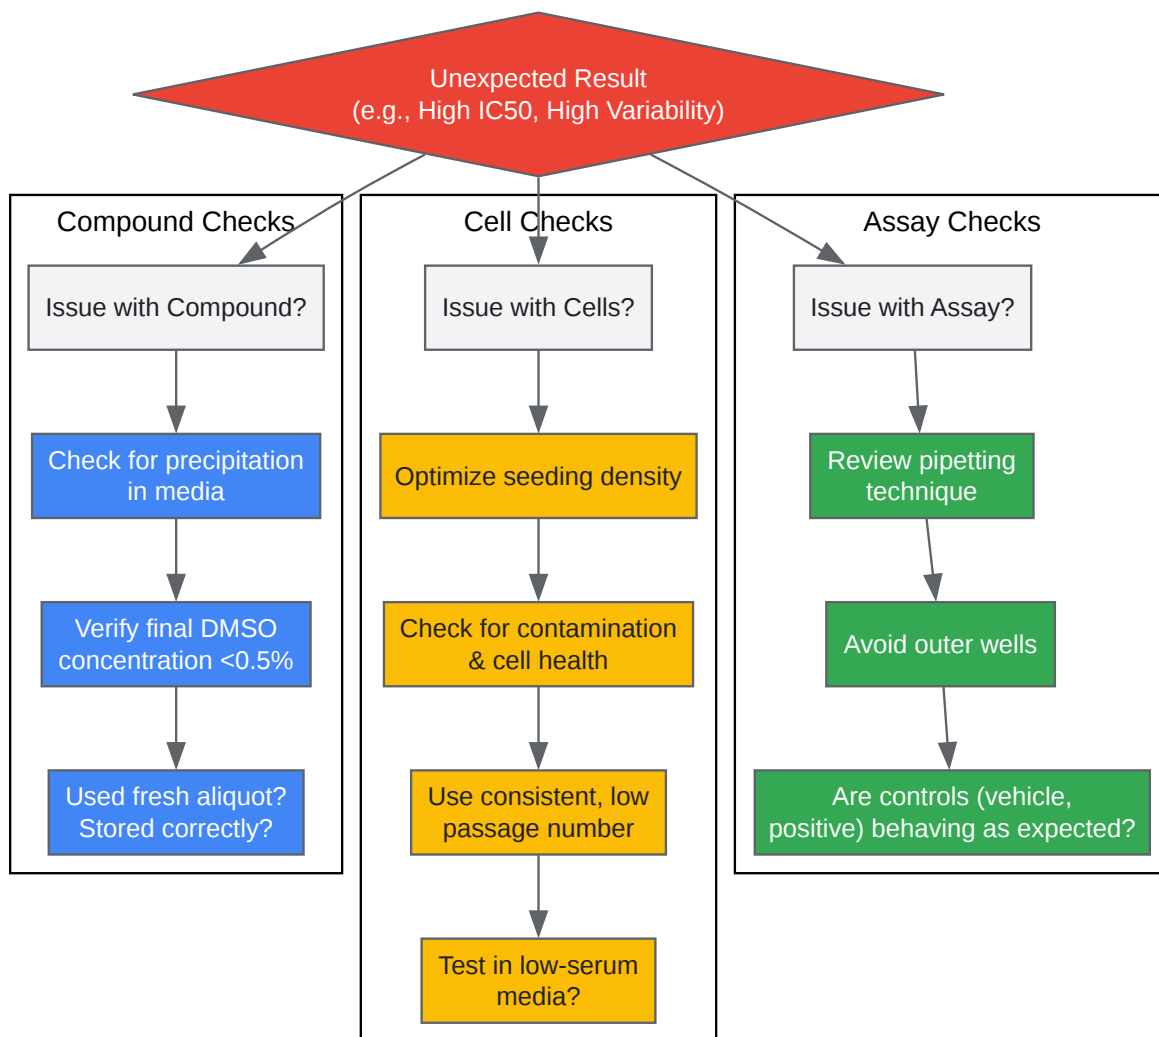 Unexpected Result
(e.g., High IC50, High Variability)
Compound Checks
Issue with Compound?
Check for precipitation
in media
Verify final DMSO
concentration <0.5%
Used fresh aliquot?
Stored correctly?
Cell Checks
Issue with Cells?
Optimize seeding density
Check for contamination
& cell health
Use consistent, low
passage number
Test in low-serum
media?
Assay Checks
Issue with Assay?
Review pipetting
technique
Avoid outer wells
Are controls (vehicle,
positive) behaving as expected?